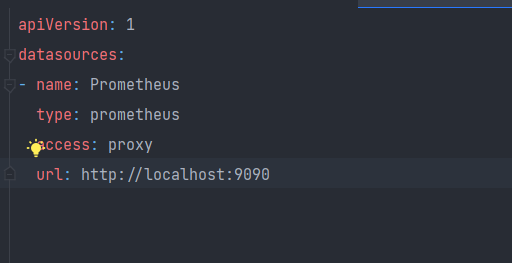 apiVersion: 1
datasources:
- name: Prometheus
  type: prometheus
  access: proxy
  url: http://localhost:9090